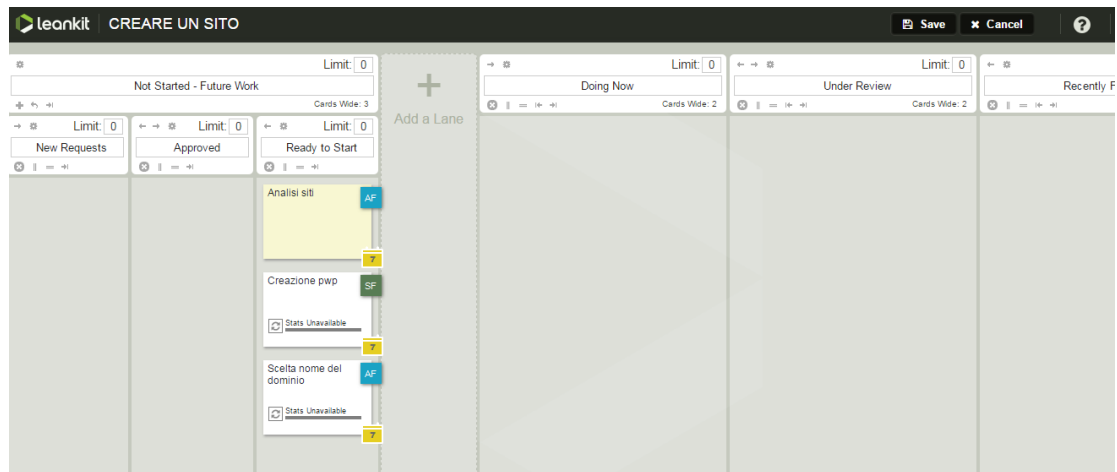 leankit CREARE UN SITO Save Cancel ?
Limit: 0
Not Started - Future Work
Cards Wide: 3
Limit: 0
New Requests
Limit: 0
Approved
Limit: 0
Ready to Start
Analisi siti
AF
7
Creazione pwp
SF
Stats Unavailable
7
Scelta nome del
dominio
AF
Stats Unavailable
7
Add a Lane
Limit: 0
Doing Now
Cards Wide: 2
Limit: 0
Under Review
Cards Wide: 2
Recently F